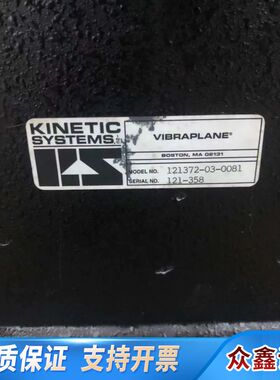 KINETIC
SYSTEMS INC
VIBRAPLANE®
BOSTON, MA 02131
MODEL NO. 121372-03-0081
SERIAL NO. 121-358
质保证 支持开票
众鑫